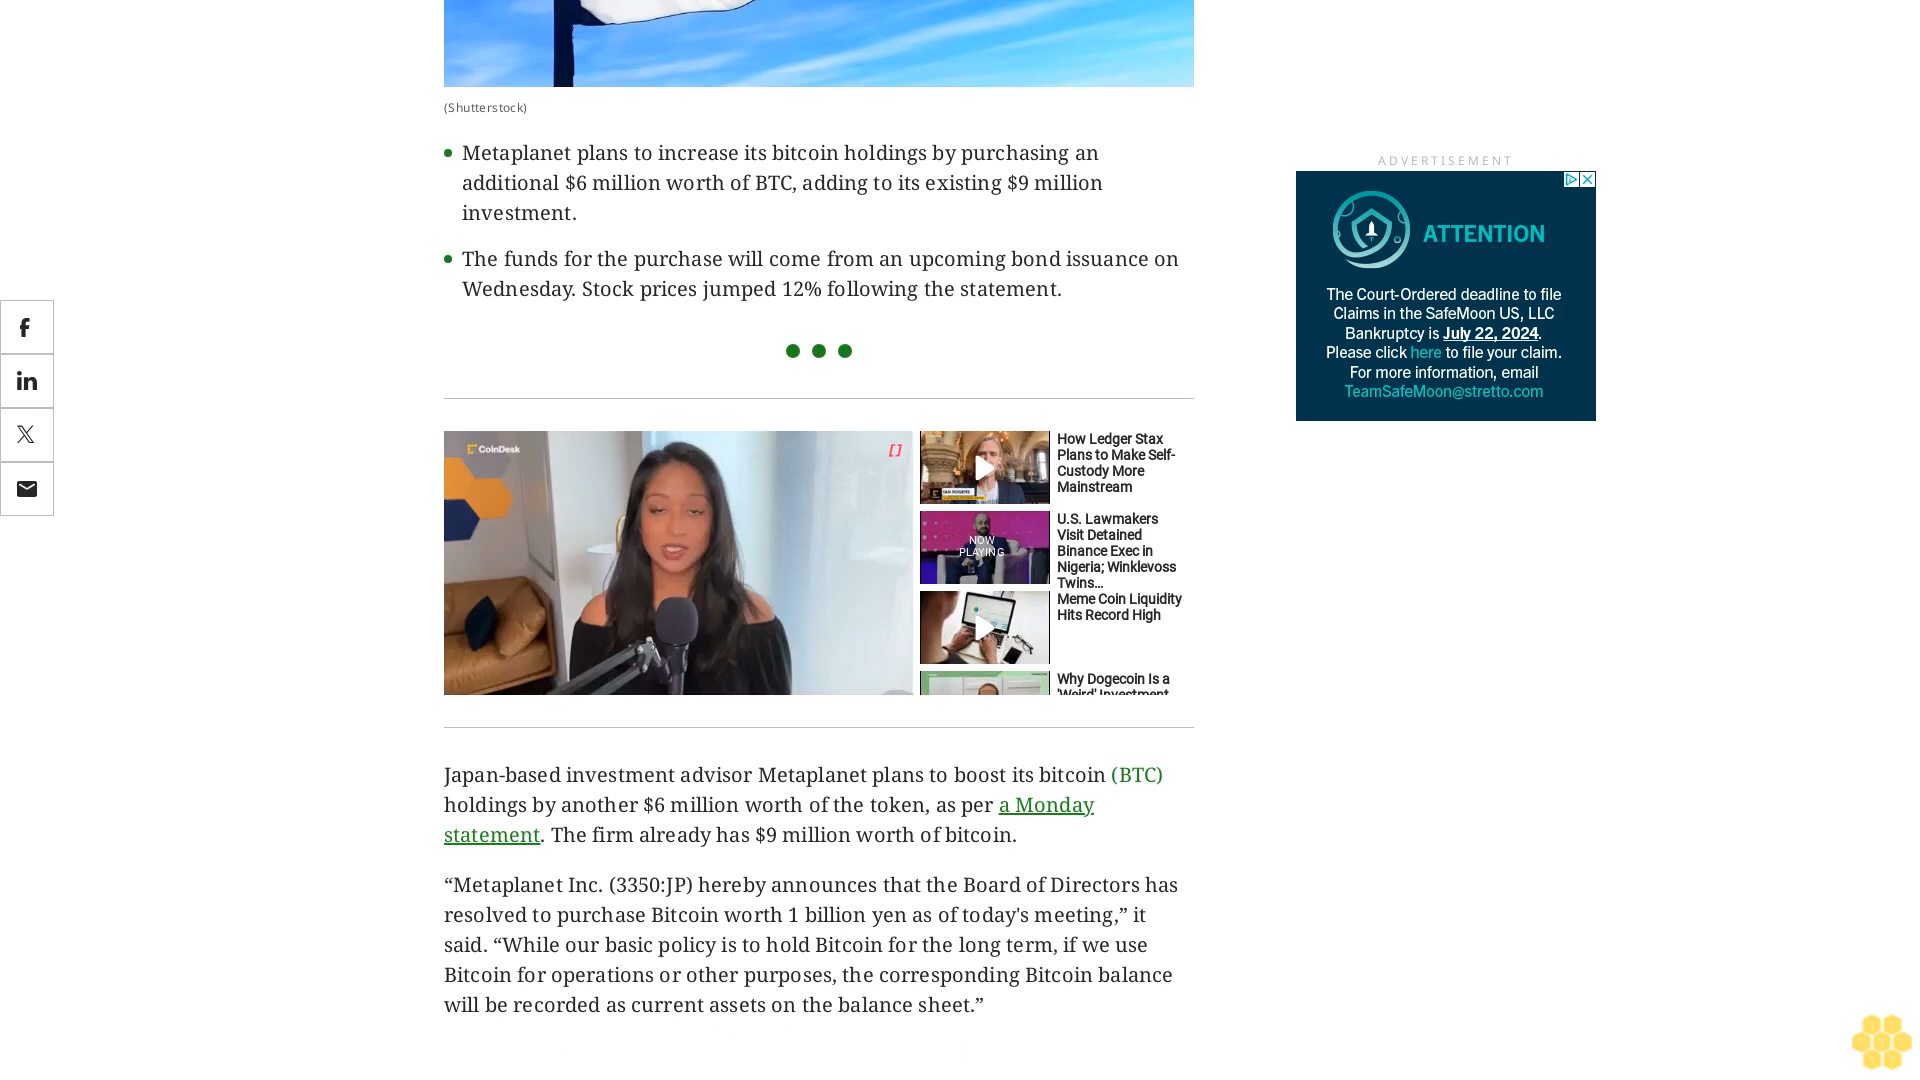 (Shutterstock)
Metaplanet plans to increase its bitcoin holdings by purchasing an
additional $6 million worth of BTC, adding to its existing $9 million
investment.
The funds for the purchase will come from an upcoming bond issuance on
Wednesday. Stock prices jumped 12% following the statement.
ADVERTISEMENT
ATTENTION
The Court-Ordered deadline to file
Claims in the SafeMoon US, LLC
Bankruptcy is July 22, 2024.
Please click here to file your claim.
For more information, email
TeamSafeMoon@stretto.com
CoinDesk
[]
IAN ROGERS
How Ledger Stax
Plans to Make Self-
Custody More
Mainstream
NOW
PLAYING
U.S. Lawmakers
Visit Detained
Binance Exec in
Nigeria; Winklevoss
Twins...
Meme Coin Liquidity
Hits Record High
Why Dogecoin Is a
'Weird' Investment
Japan-based investment advisor Metaplanet plans to boost its bitcoin (BTC)
holdings by another $6 million worth of the token, as per a Monday
statement. The firm already has $9 million worth of bitcoin.
“Metaplanet Inc. (3350:JP) hereby announces that the Board of Directors has
resolved to purchase Bitcoin worth 1 billion yen as of today's meeting,” it
said. “While our basic policy is to hold Bitcoin for the long term, if we use
Bitcoin for operations or other purposes, the corresponding Bitcoin balance
will be recorded as current assets on the balance sheet.”